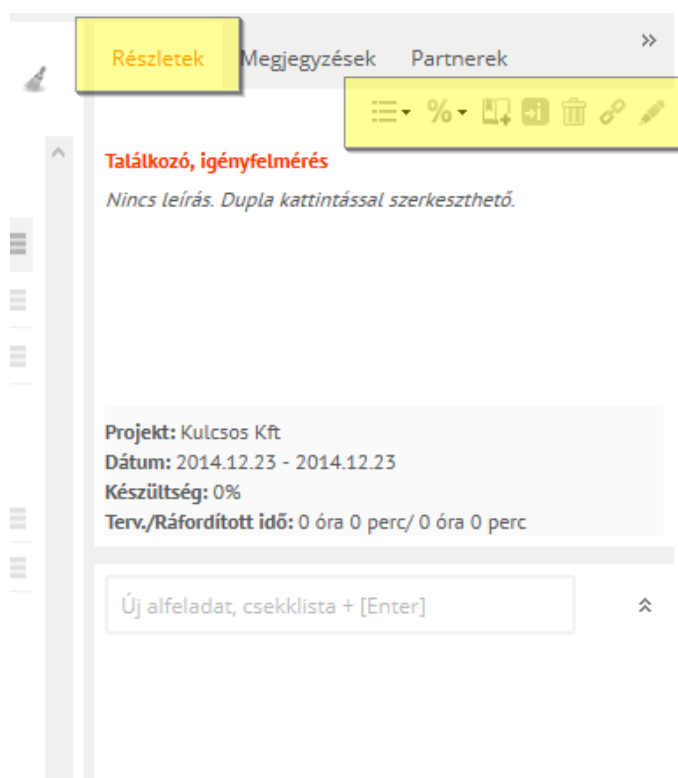 Részletek Megjegyzések Partnerek
%
Találkozó, igényfelmérés
Nincs leírás. Dupla kattintással szerkeszthető.
Projekt: Kulcsos Kft
Dátum: 2014.12.23 - 2014.12.23
Készültség: 0%
Terv./Ráfordított idő: 0 óra 0 perc/ 0 óra 0 perc
Új alfeladat, csekklista + [Enter]